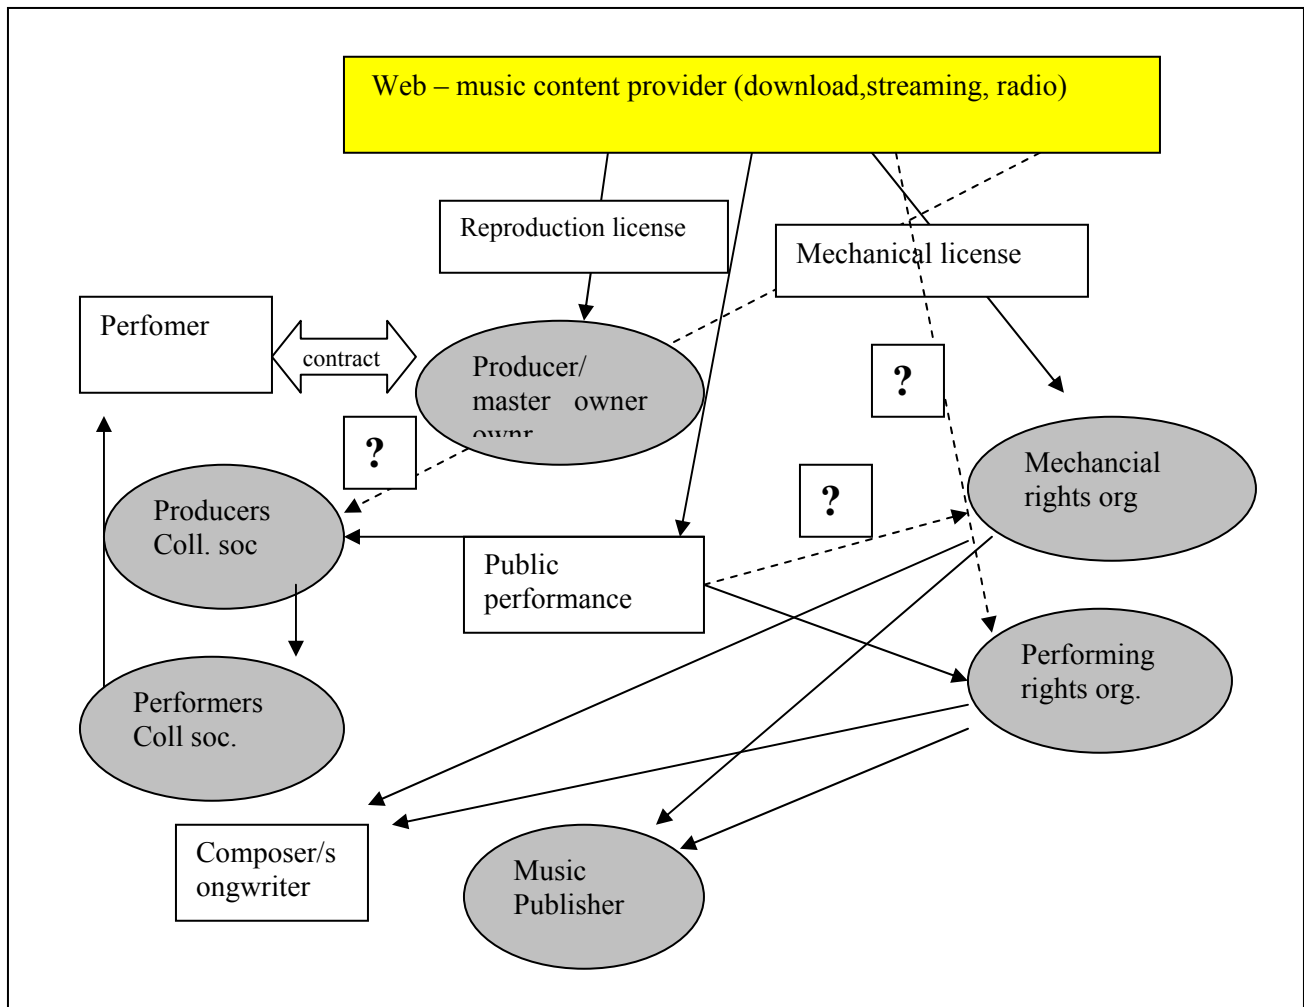 Web – music content provider (download,streaming, radio)
Reproduction license
Mechanical license
Perfomer
contract
Producer/
master owner
ownr
?
?
?
Mechancial
rights org
Producers
Coll. soc
Public
performance
Performing
rights org.
Performers
Coll soc.
Composer/s
ongwriter
Music
Publisher